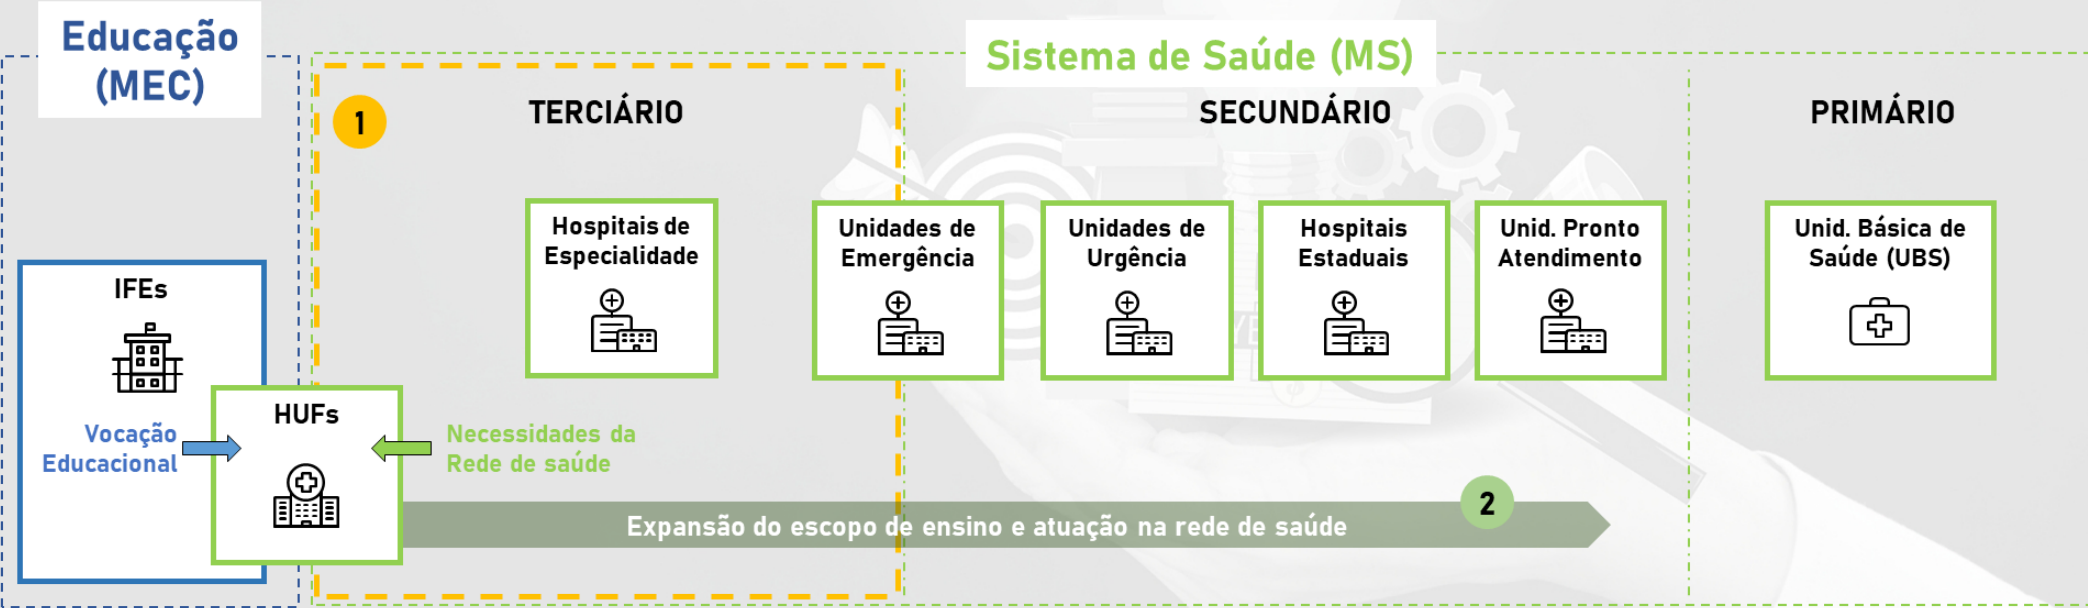 Educação
(MEC)
Sistema de Saúde (MS)
1
TERCIÁRIO
SECUNDÁRIO
PRIMÁRIO
Hospitais de
Especialidade
Unidades de
Emergência
Unidades de
Urgência
Hospitais
Estaduais
Unid. Pronto
Atendimento
Unid. Básica de
Saúde (UBS)
IFEs
HUFs
Vocação
Educacional
Necessidades da
Rede de saúde
2
Expansão do escopo de ensino e atuação na rede de saúde